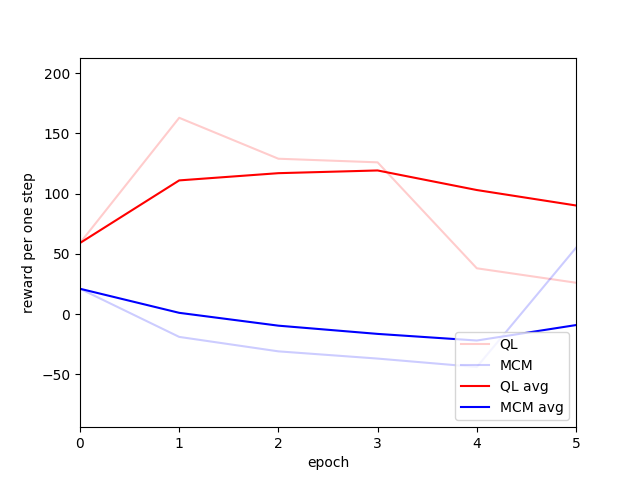 200
150
100
50
0
−50
reward per one step
0 1 2 3 4 5
epoch
QL
MCM
QL avg
MCM avg